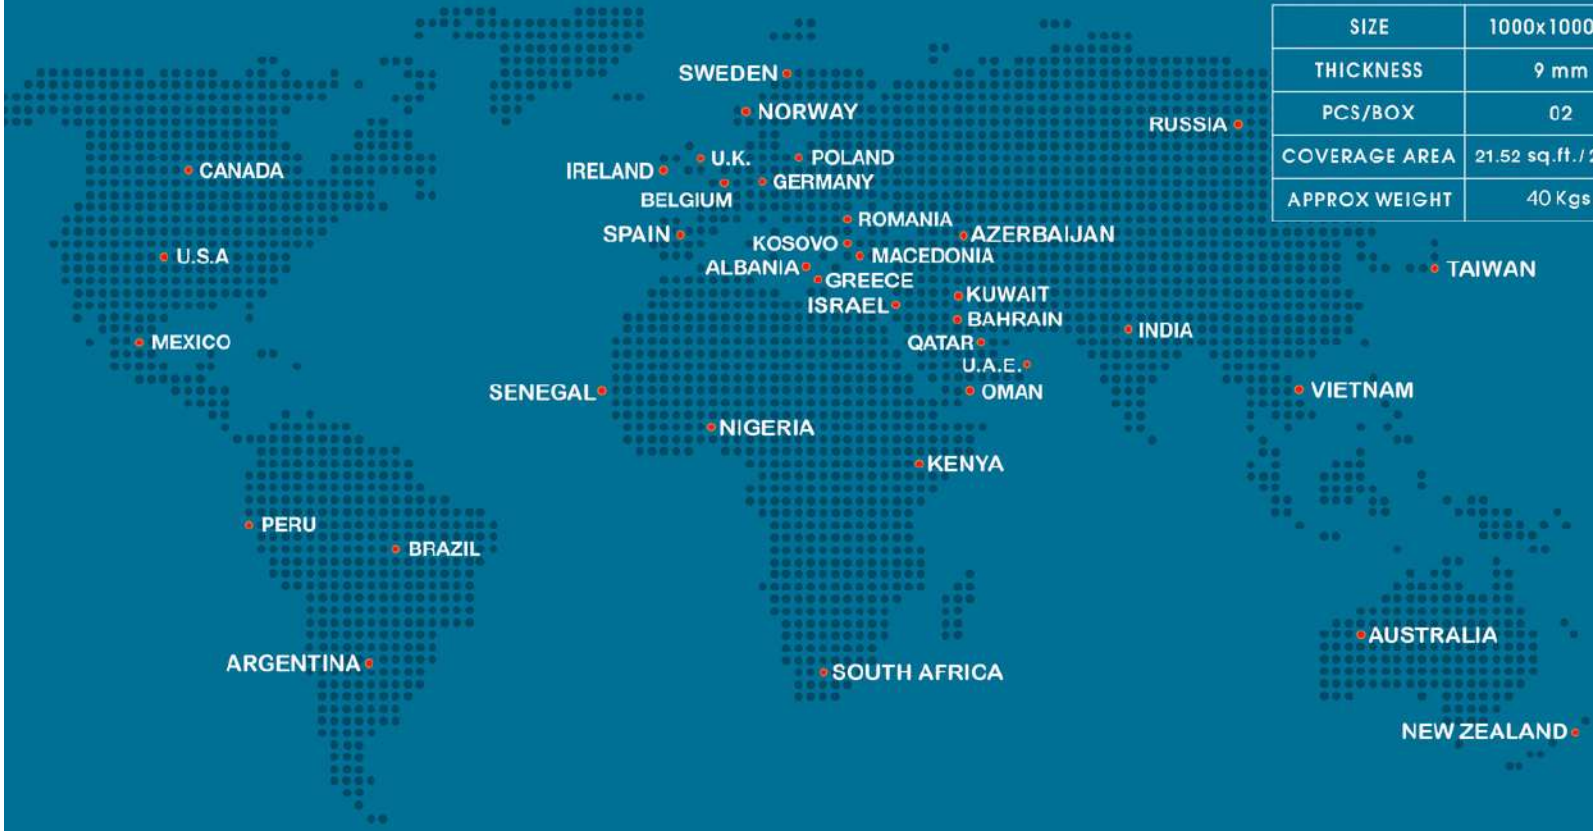 SIZE 1000x1000
THICKNESS 9 mm
PCS/BOX 02
COVERAGE AREA 21.52 sq.ft./
APPROX WEIGHT 40 Kgs
SWEDEN
NORWAY
RUSSIA
CANADA
IRELAND
U.K.
POLAND
BELGIUM
GERMANY
ROMANIA
SPAIN
KOSOVO
AZERBAIJAN
U.S.A
ALBANIA
MACEDONIA
TAIWAN
GREECE
ISRAEL
KUWAIT
BAHRAIN
INDIA
MEXICO
QATAR
U.A.E.
SENEGAL
OMAN
VIETNAM
NIGERIA
KENYA
PERU
BRAZIL
AUSTRALIA
ARGENTINA
SOUTH AFRICA
NEW ZEALAND